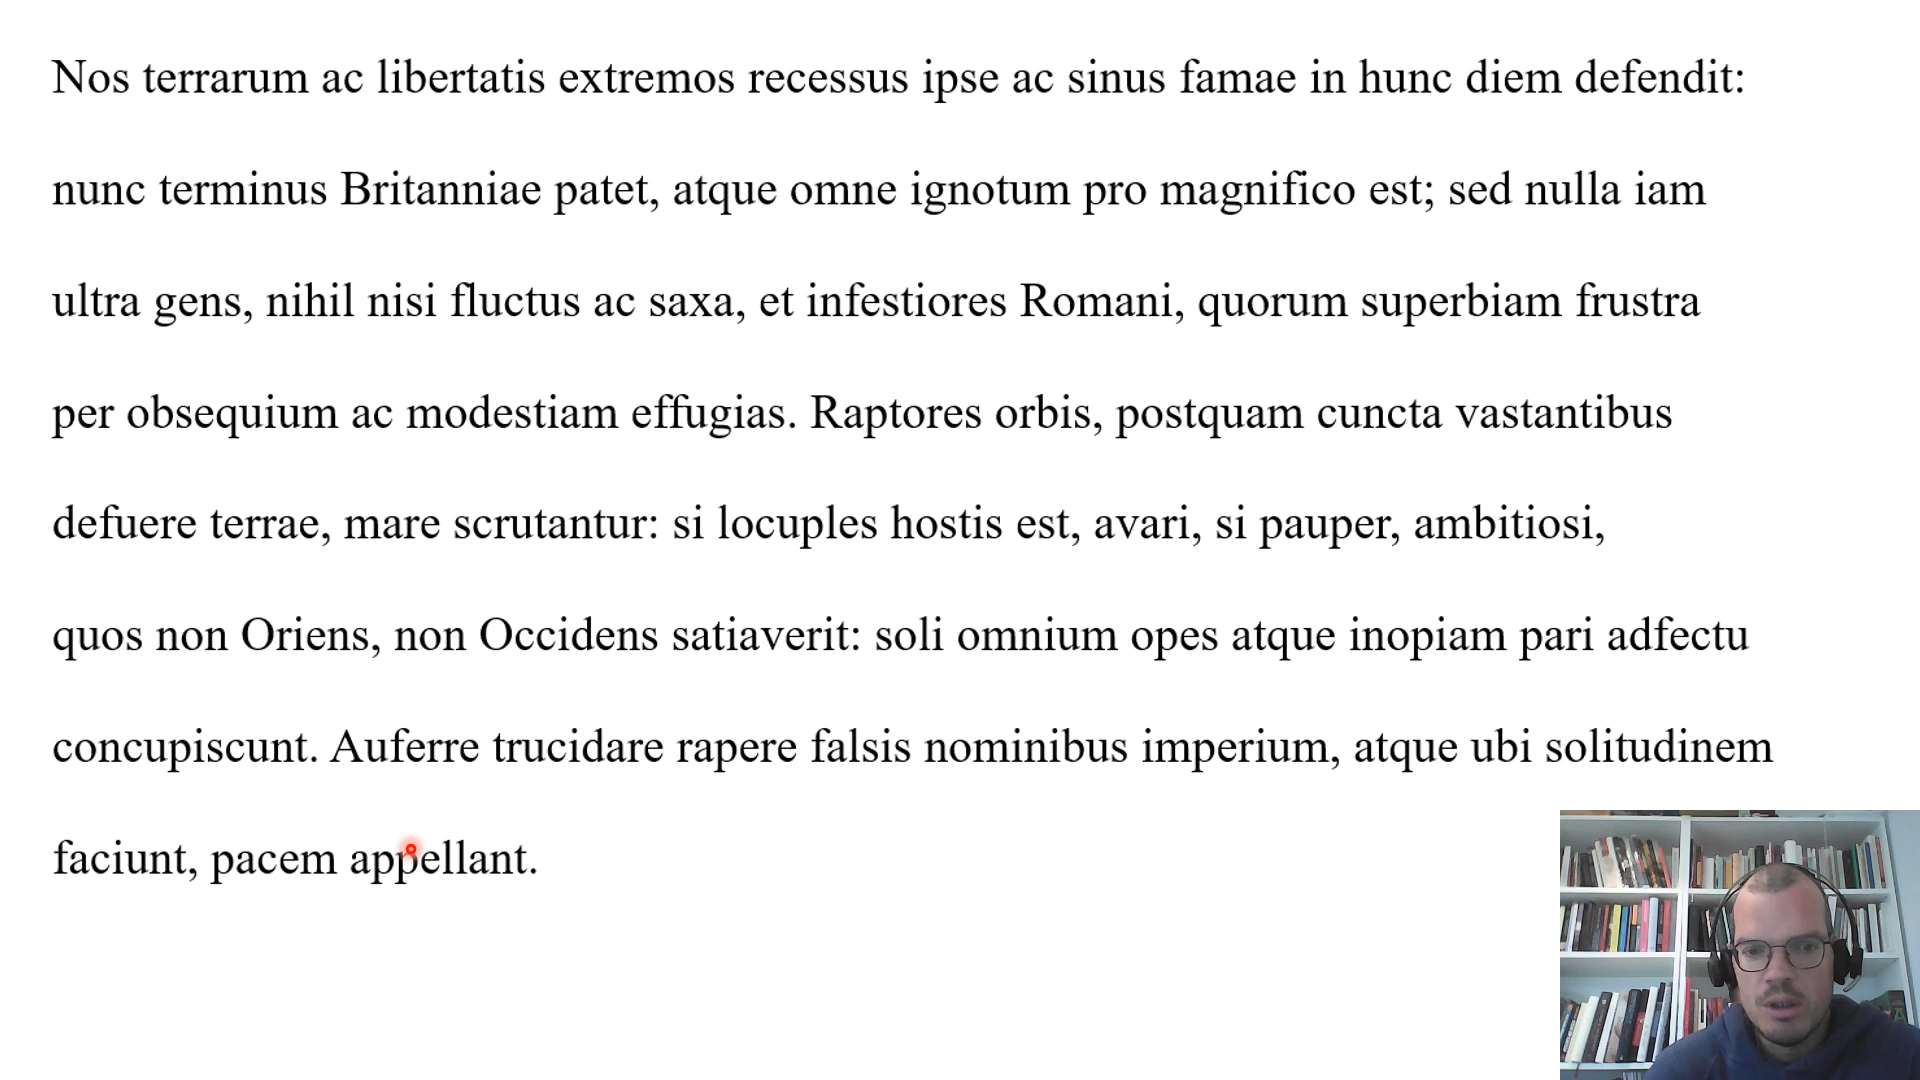 Nos terrarum ac libertatis extremos recessus ipse ac sinus famae in hunc diem defendit:
nunc terminus Britanniae patet, atque omne ignotum pro magnifico est; sed nulla iam
ultra gens, nihil nisi fluctus ac saxa, et infestiores Romani, quorum superbiam frustra
per obsequium ac modestiam effugias. Raptores orbis, postquam cuncta vastantibus
defuere terrae, mare scrutantur: si locuples hostis est, avari, si pauper, ambitiosi,
quos non Oriens, non Occidens satiaverit: soli omnium opes atque inopiam pari adfectu
concupiscunt. Auferre trucidare rapere falsis nominibus imperium, atque ubi solitudinem
faciunt, pacem appellant.